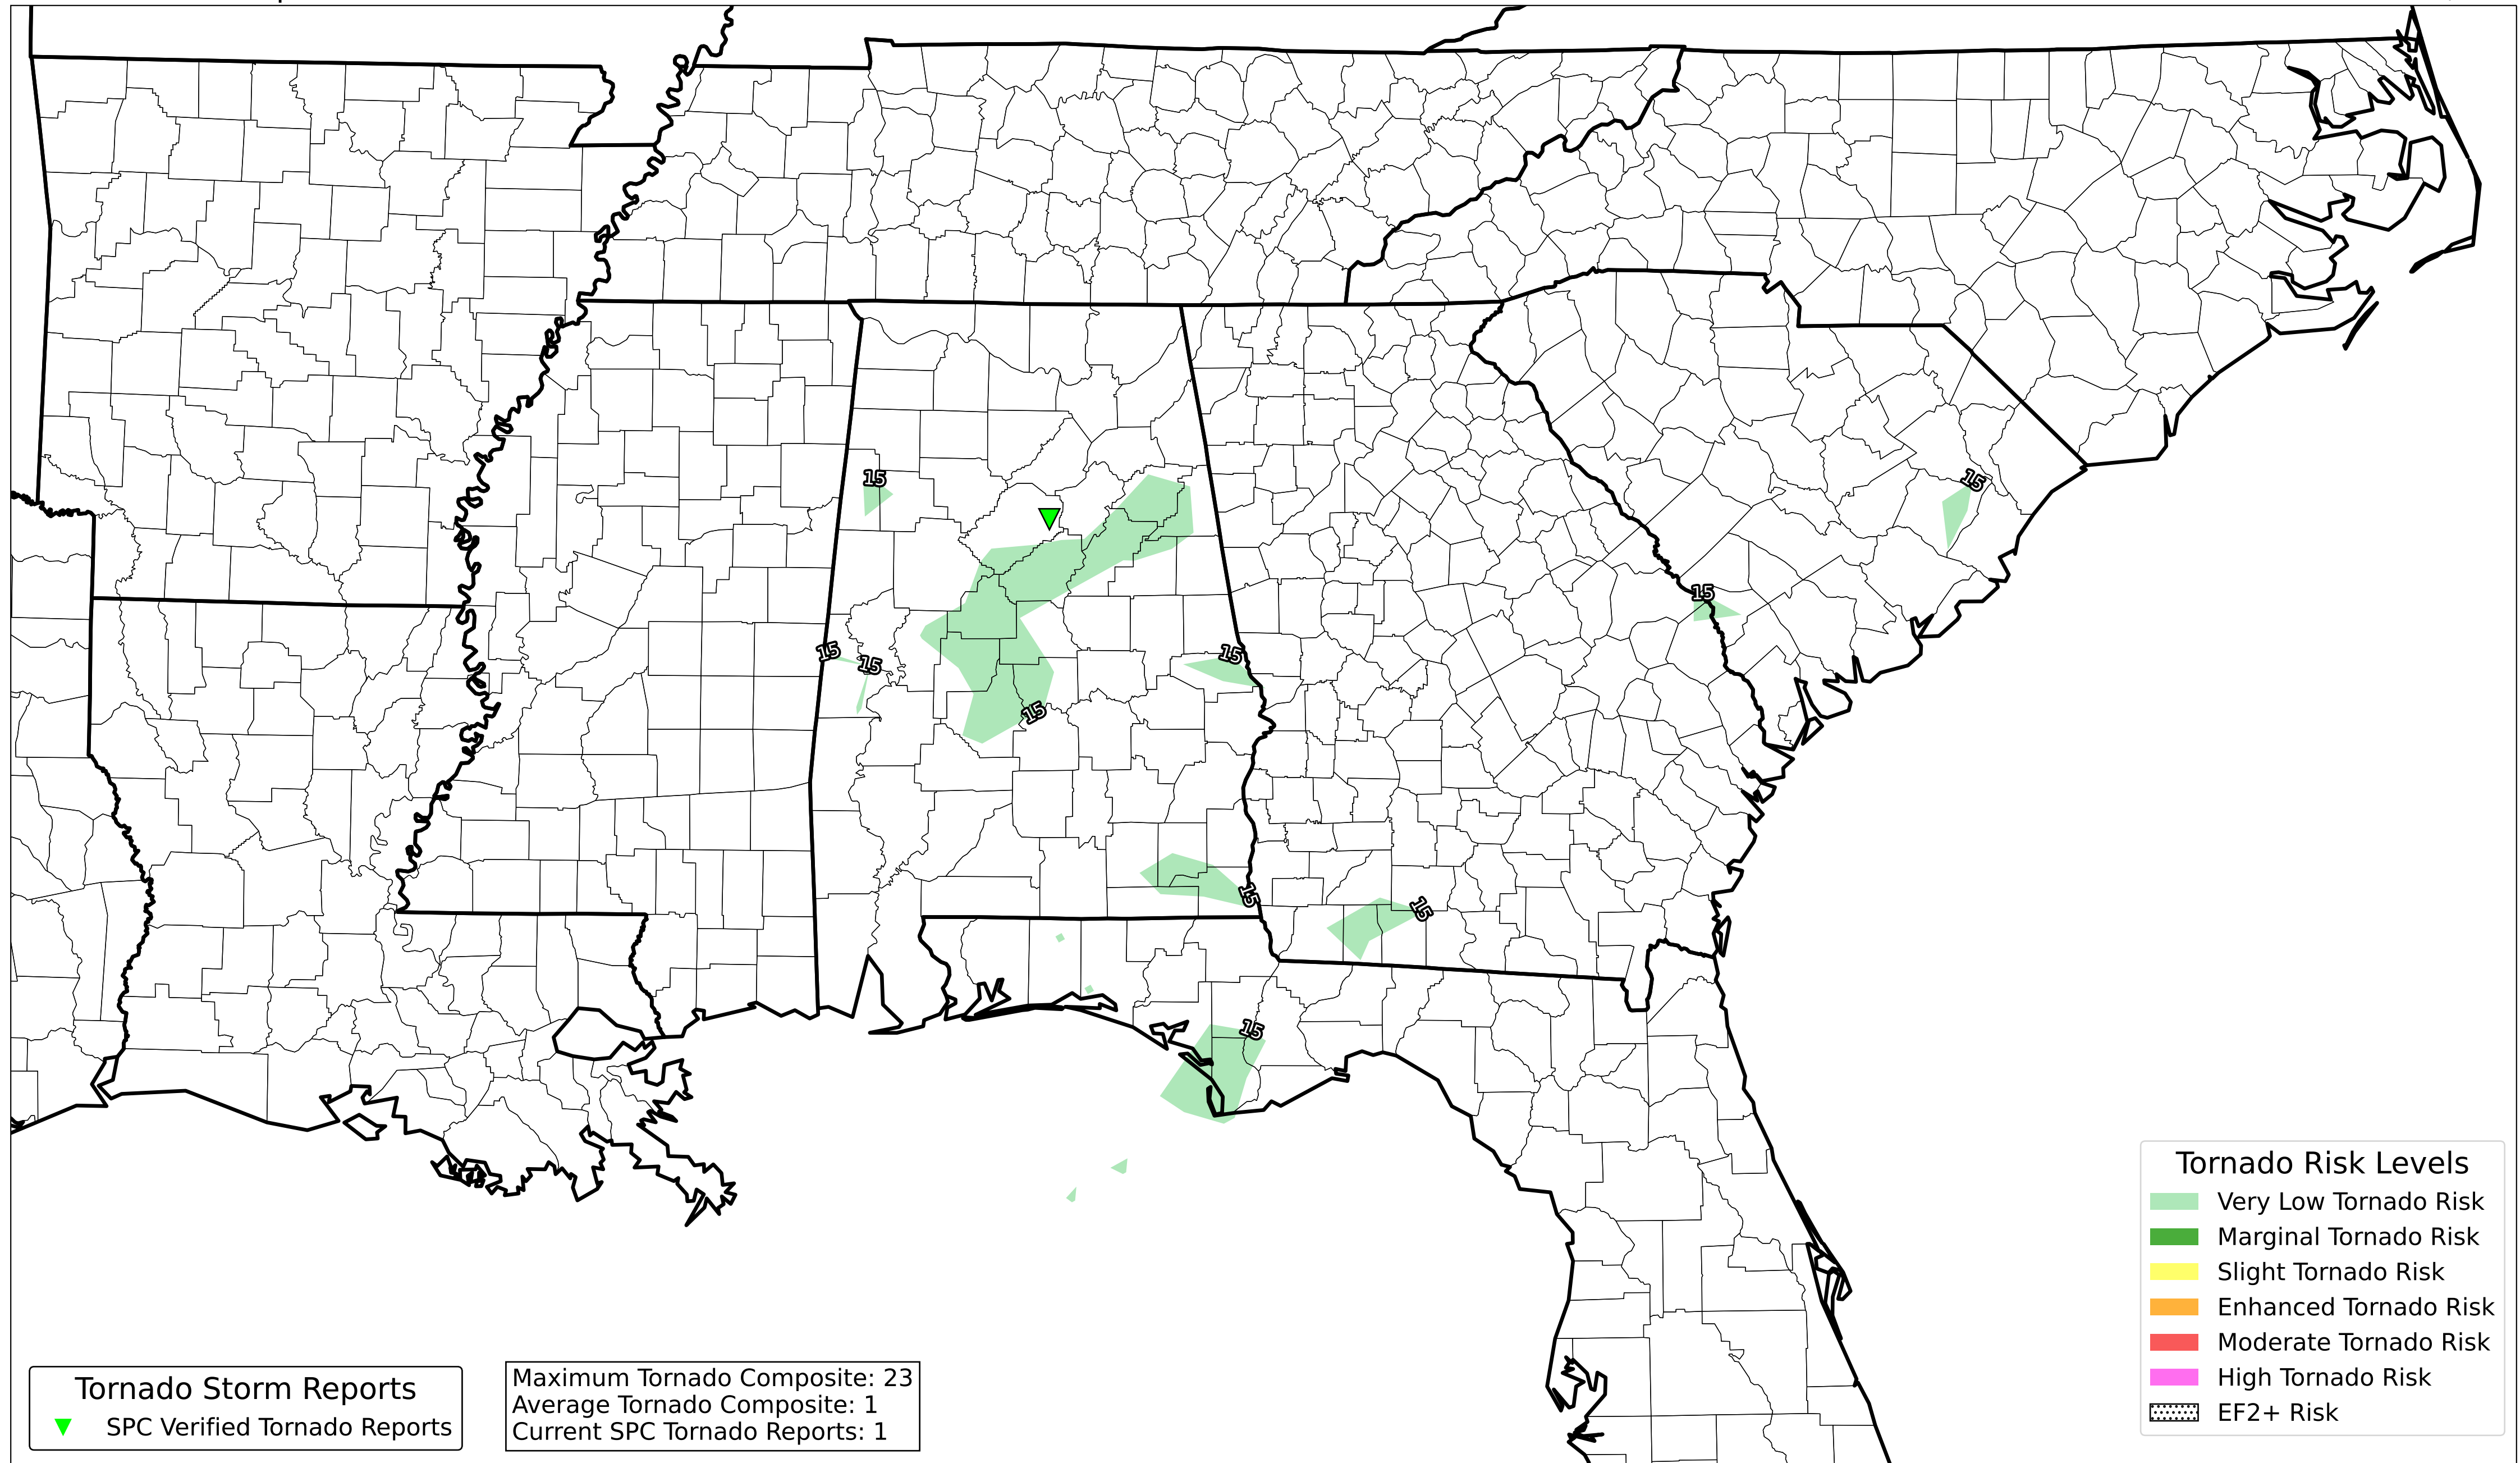 15
15
15
15
15
15
15
15
15
15
Tornado Risk Levels
Very Low Tornado Risk
Marginal Tornado Risk
Slight Tornado Risk
Enhanced Tornado Risk
Moderate Tornado Risk
High Tornado Risk
EF2+ Risk
Tornado Storm Reports
SPC Verified Tornado Reports
Maximum Tornado Composite: 23
Average Tornado Composite: 1
Current SPC Tornado Reports: 1